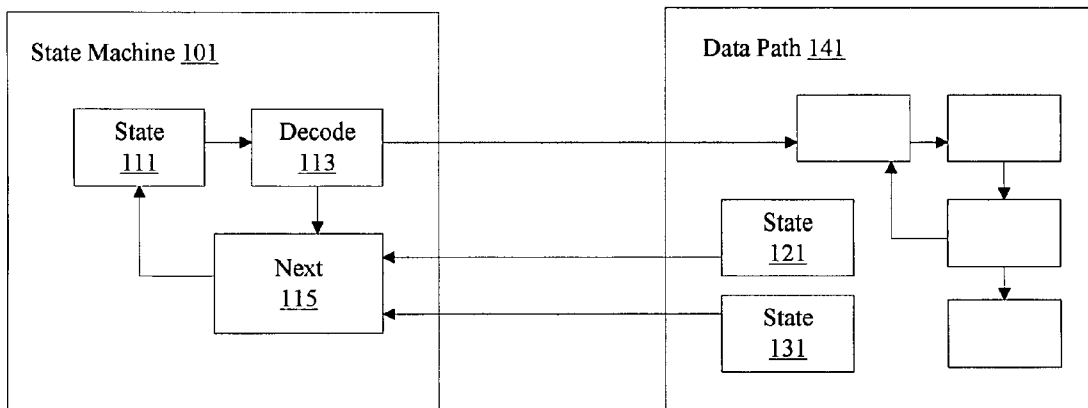 State Machine 101
Data Path 141
State
111
Decode
113
Next
115
State
121
State
131